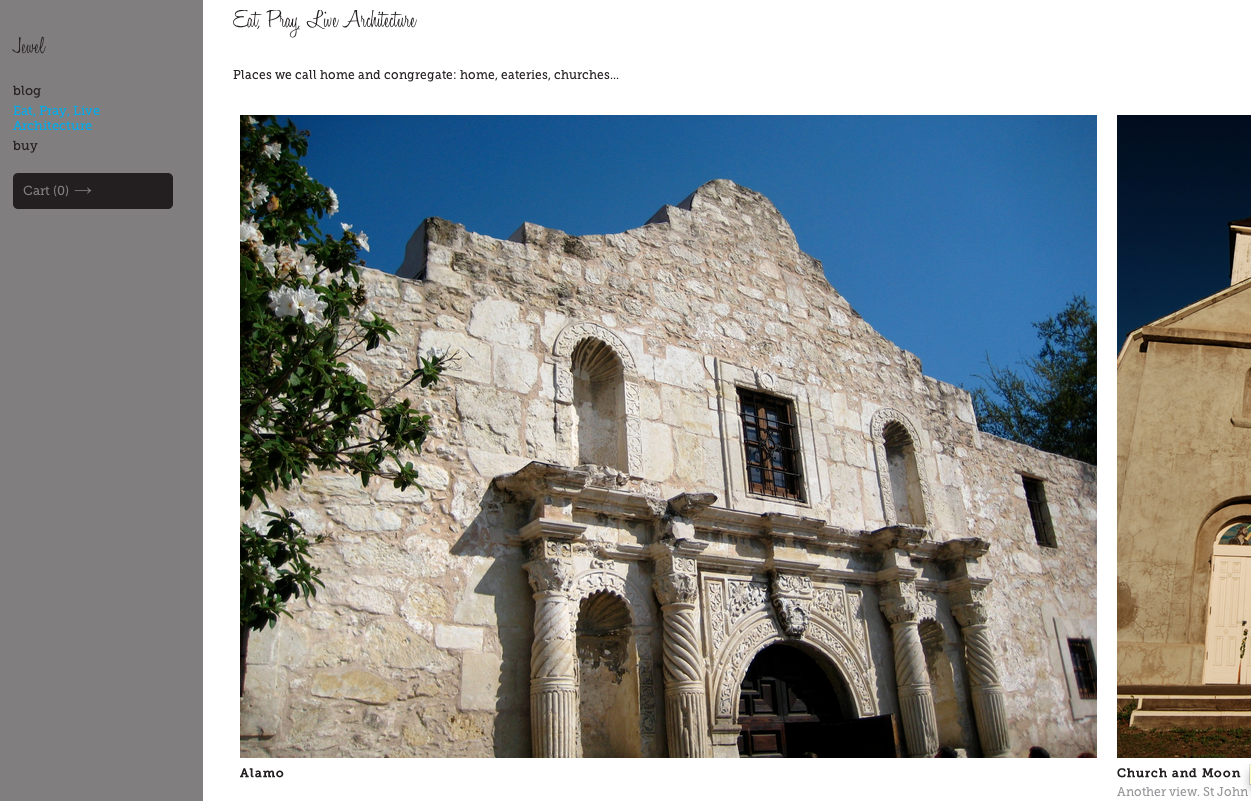 Jewel
blog
Eat, Pray, Live
Architecture
buy
Cart (0) →
Eat, Pray, Live Architecture
Places we call home and congregate: home, eateries, churches...
Alamo
Church and Moon
Another view. St John